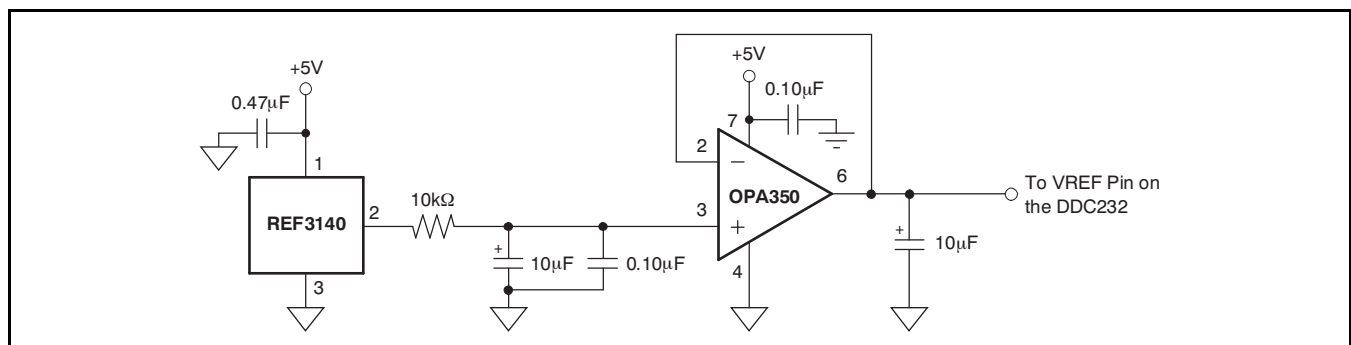 +5V
0.47μF
1
REF3140
2
3
10kΩ
+
10μF
0.10μF
+5V
0.10μF
7
2
−
OPA350
3
+
4
6
+
10μF
To VREF Pin on
the DDC232